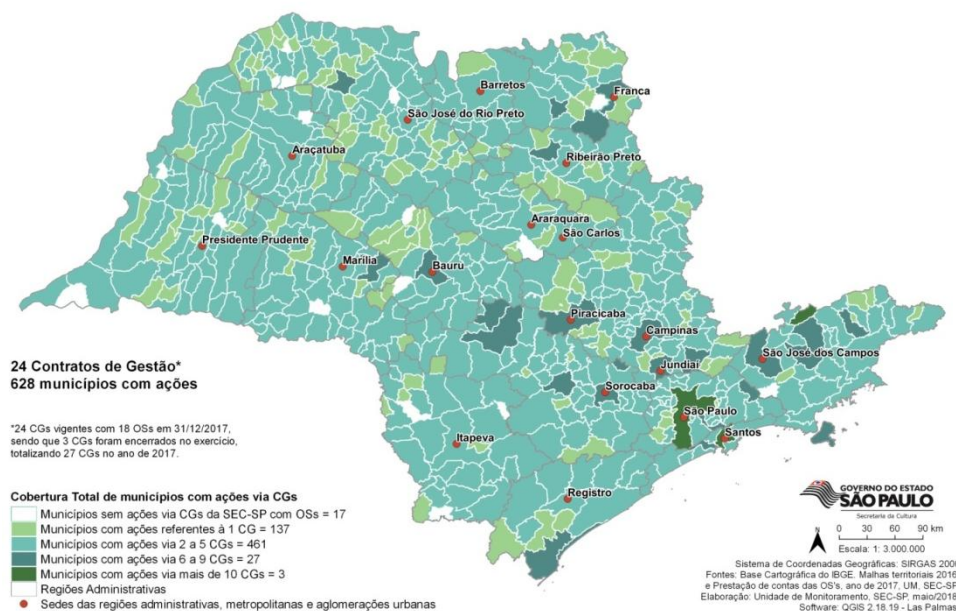 Barretos
Franca
São José do Rio Preto
Araçatuba
Ribeirão Preto
Araraquara
São Carlos
Presidente Prudente
Marília
Bauru
Piracicaba
Campinas
São José dos Campos
Jundiaí
Sorocaba
São Paulo
Santos
Itapeva
Registro
24 Contratos de Gestão*
628 municípios com ações
*24 CGs vigentes com 18 OSs em 31/12/2017,
sendo que 3 CGs foram encerrados no exercício,
totalizando 27 CGs no ano de 2017.
Cobertura Total de municípios com ações via CGs
Municípios sem ações via CGs da SEC-SP com OSs = 17
Municípios com ações referentes à 1 CG = 137
Municípios com ações via 2 a 5 CGs = 461
Municípios com ações via 6 a 9 CGs = 27
Municípios com ações via mais de 10 CGs = 3
Regiões Administrativas
Sedes das regiões administrativas, metropolitanas e aglomerações urbanas
GOVERNO DO ESTADO
SÃO PAULO
Secretaria da Cultura
N
0 30 60 90 km
Escala: 1: 3.000.000
Sistema de Coordenadas Geográficas: SIRGAS 2000
Fontes: Base Cartográfica do IBGE. Malhas territoriais 2016
e Prestação de contas das OS's, ano de 2017, UM, SEC-SP.
Elaboração: Unidade de Monitoramento, SEC-SP, maio/2018
Software: QGIS 2.18.19 - Las Palmas